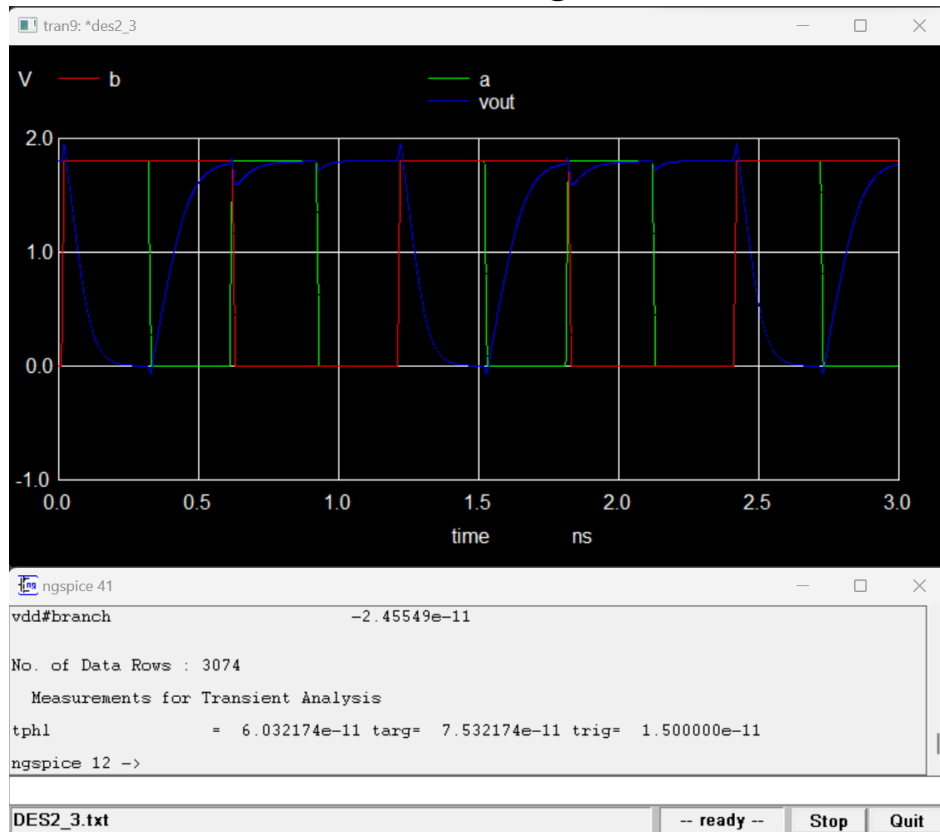 tran9: *des2_3
V b a
vout
2.0
1.0
0.0
-1.0
0.0 0.5 1.0 1.5 2.0 2.5 3.0
time ns
ngspice 41
vdd#branch -2.45549e-11
No. of Data Rows : 3074
Measurements for Transient Analysis
tphl = 6.032174e-11 targ= 7.532174e-11 trig= 1.500000e-11
ngspice 12 ->
DES2_3.txt -- ready -- Stop Quit